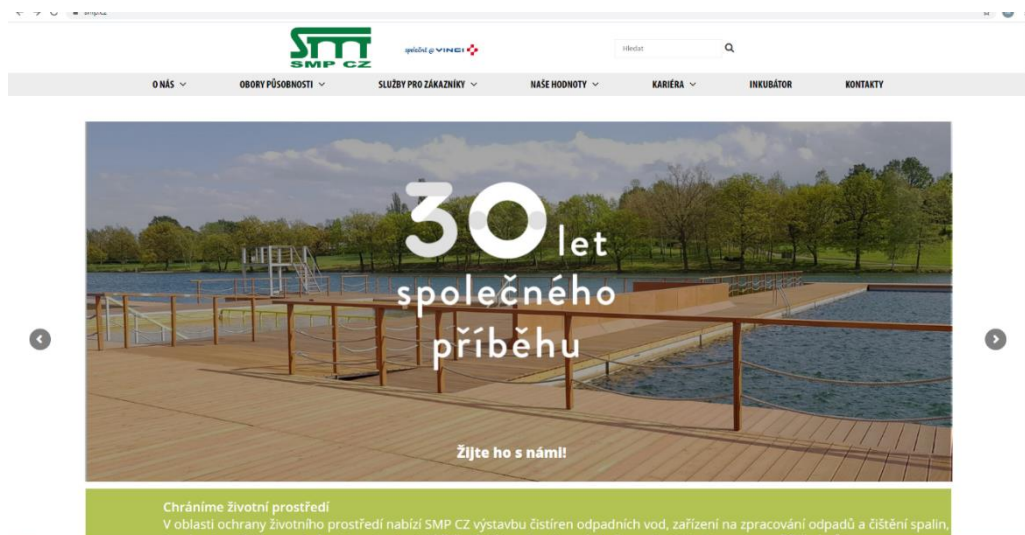 SMP CZ
společnost VINCI
Hledat
O NÁS
OBORY PŮSOBNOSTI
SLUŽBY PRO ZÁKAZNÍKY
NAŠE HODNOTY
KARIÉRA
INKUBÁTOR
KONTAKTY
30 let
společného
příběhu
Žijte ho s námi!
Chráníme životní prostředí
V oblasti ochrany životního prostředí nabízí SMP CZ výstavbu čistíren odpadních vod, zařízení na zpracování odpadů a čištění spalin,